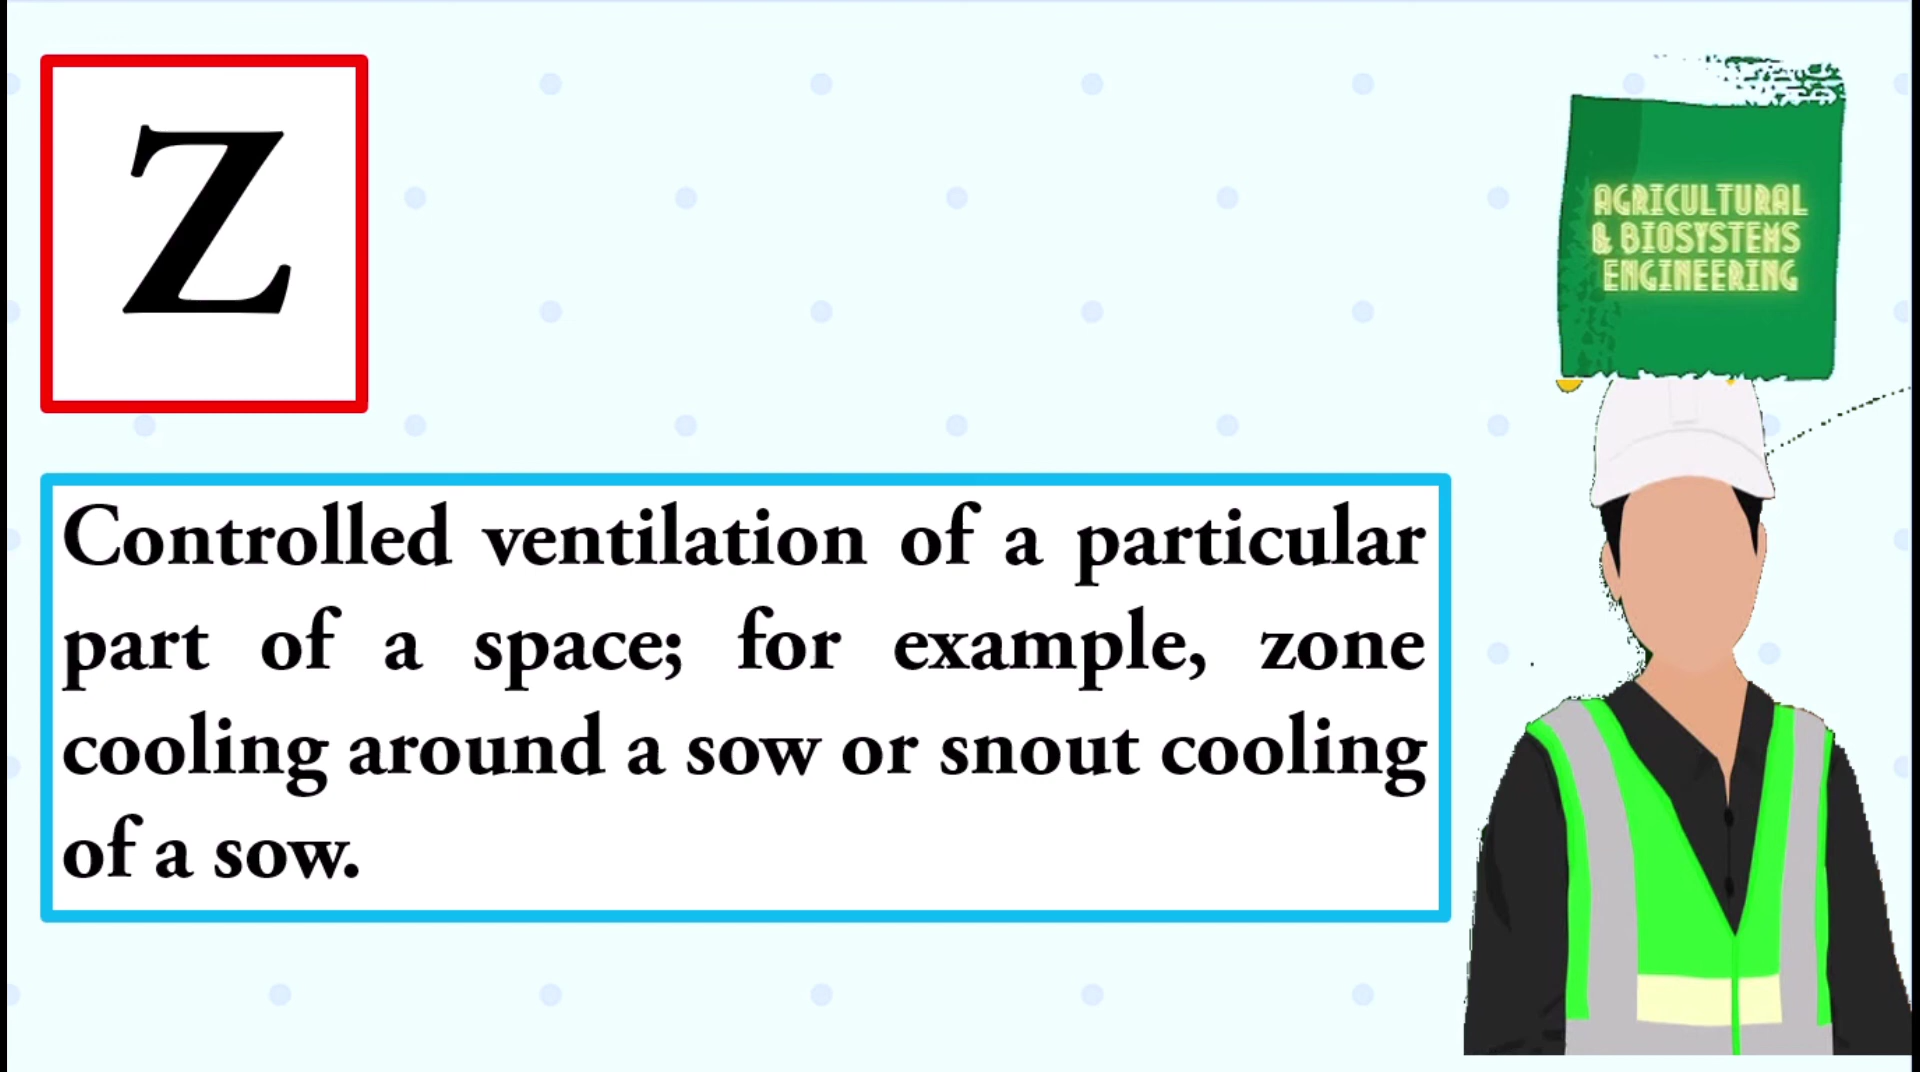 Z
AGRICULTURAL
& BIOSYSTEMS
ENGINEERING
Controlled ventilation of a particular
part of a space; for example, zone
cooling around a sow or snout cooling
of a sow.